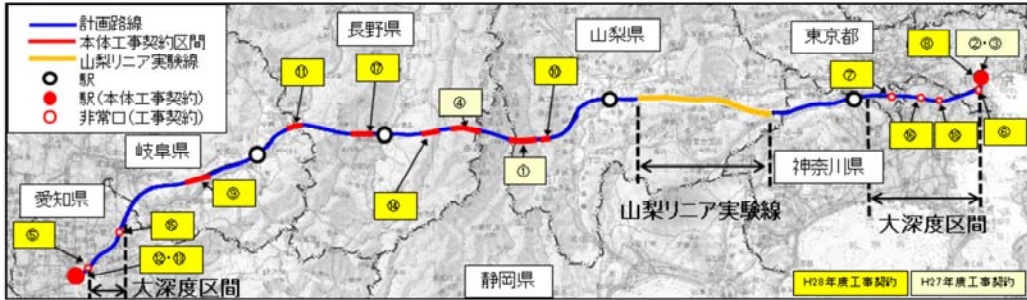 計画路線
本体工事契約区間
山梨リニア実験線
駅
駅(本体工事契約)
非常口(工事契約)
長野県
山梨県
東京都
岐阜県
愛知県
静岡県
神奈川県
⑪
⑰
④
⑩
⑧
②・③
⑦
⑨
⑭
①
⑯
⑱
⑥
⑤
⑮
⑫・⑬
山梨リニア実験線
大深度区間
大深度区間
H28年度工事契約
H27年度工事契約